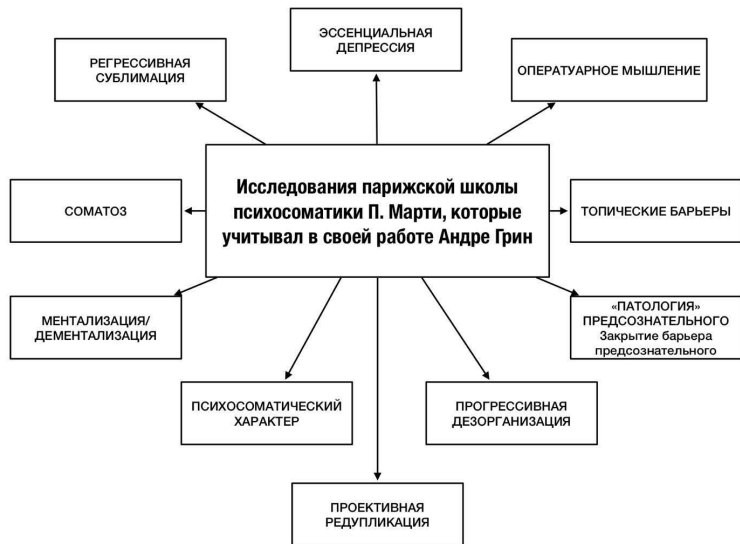 ЭССЕНЦИАЛЬНАЯ
ДЕПРЕССИЯ
РЕГРЕССИВНАЯ
СУБЛИМАЦИЯ
ОПЕРАТУАРНОЕ МЫШЛЕНИЕ
Исследования парижской школы
психосоматики П. Марти, которые
учитывал в своей работе Андре Грин
СОМАТОЗ
ТОПИЧЕСКИЕ БАРЬЕРЫ
МЕНТАЛИЗАЦИЯ/
ДЕМЕНТАЛИЗАЦИЯ
«ПАТОЛОГИЯ»
ПРЕДСОЗНАТЕЛЬНОГО
Закрытие барьера
предсознательного
ПСИХОСОМАТИЧЕСКИЙ
ХАРАКТЕР
ПРОГРЕССИВНАЯ
ДЕЗОРГАНИЗАЦИЯ
ПРОЕКТИВНАЯ
РЕДУПЛИКАЦИЯ